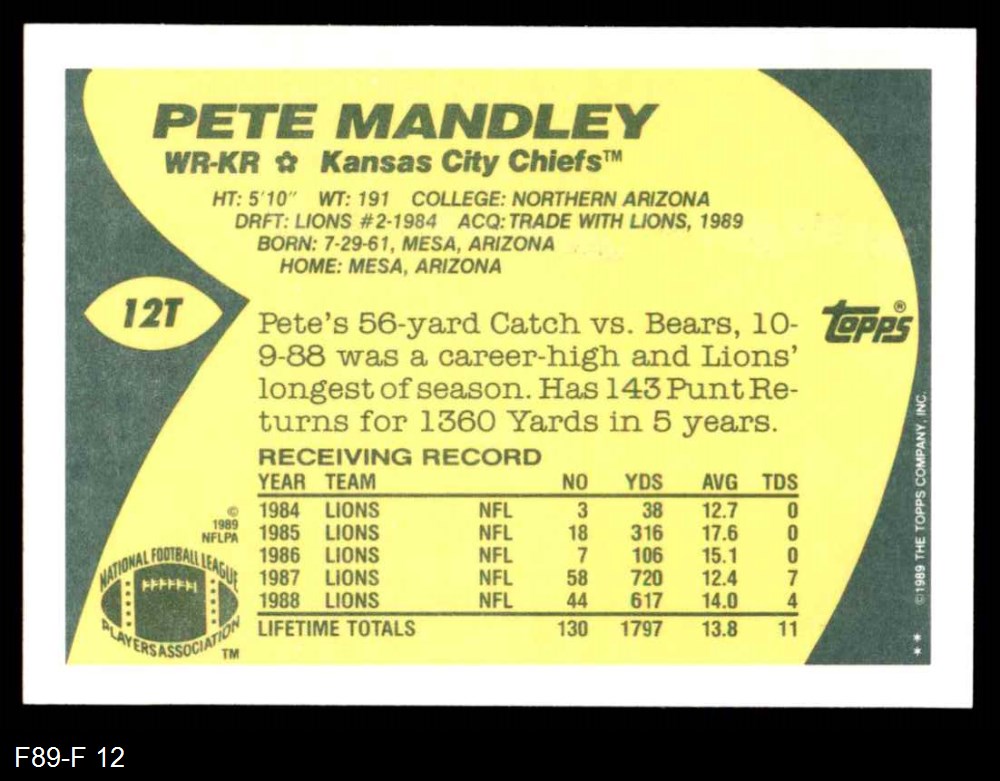 PETE MANDLEY
WR-KR ✿ Kansas City Chiefs™
HT: 5'10" WT: 191 COLLEGE: NORTHERN ARIZONA
DRFT: LIONS #2-1984 ACQ: TRADE WITH LIONS, 1989
BORN: 7-29-61, MESA, ARIZONA
HOME: MESA, ARIZONA
12T
Pete's 56-yard Catch vs. Bears, 10-
9-88 was a career-high and Lions'
longest of season. Has 143 Punt Re-
turns for 1360 Yards in 5 years.
topps®
RECEIVING RECORD
YEAR TEAM NO YDS AVG TDS
1984 LIONS NFL 3 38 12.7 0
1985 LIONS NFL 18 316 17.6 0
1986 LIONS NFL 7 106 15.1 0
1987 LIONS NFL 58 720 12.4 7
1988 LIONS NFL 44 617 14.0 4
LIFETIME TOTALS 130 1797 13.8 11
©
1989
NFLPA
NATIONAL FOOTBALL LEAGUE
PLAYERS ASSOCIATION
TM
©1989 THE TOPPS COMPANY, INC.
**
F89-F 12